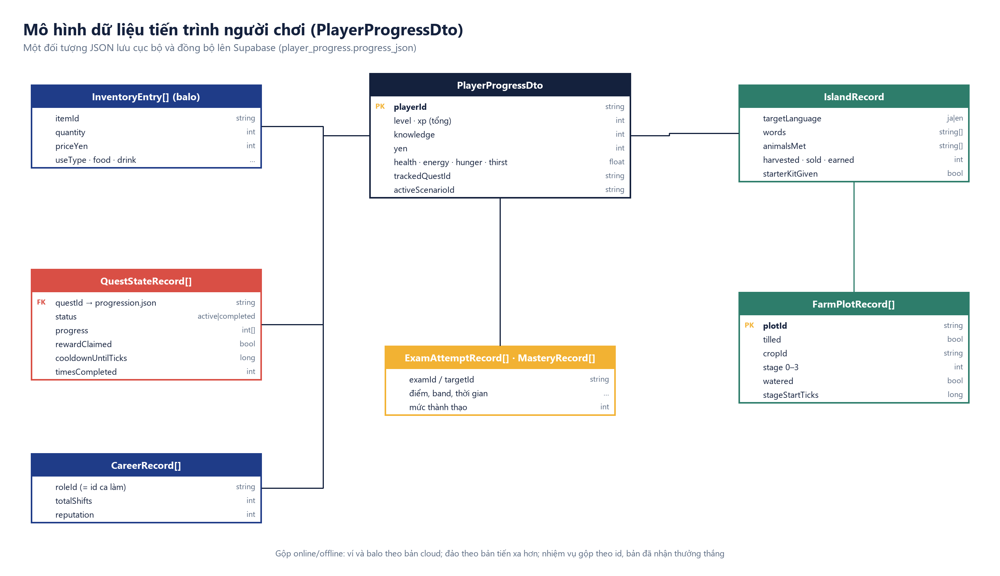 Mô hình dữ liệu tiến trình người chơi (PlayerProgressDto)
Một đối tượng JSON lưu cục bộ và đồng bộ lên Supabase (player_progress.progress_json)
InventoryEntry[] (balo)
itemId string
quantity int
priceYen int
useType · food · drink ...
PlayerProgressDto
PK playerId string
level · xp (tổng) int
knowledge int
yen int
health · energy · hunger · thirst float
trackedQuestId string
activeScenarioId string
IslandRecord
targetLanguage ja|en
words string[]
animalsMet string[]
harvested · sold · earned int
starterKitGiven bool
QuestStateRecord[]
FK questId → progression.json string
status active|completed
progress int[]
rewardClaimed bool
cooldownUntilTicks long
timesCompleted int
ExamAttemptRecord[] · MasteryRecord[]
examId / targetId string
điểm, band, thời gian ...
mức thành thạo int
FarmPlotRecord[]
PK plotId string
tilled bool
cropId string
stage 0–3 int
watered bool
stageStartTicks long
CareerRecord[]
roleId (= id ca làm) string
totalShifts int
reputation int
Gộp online/offline: ví và balo theo bản cloud; đảo theo bản tiến xa hơn; nhiệm vụ gộp theo id, bản đã nhận thưởng thắng